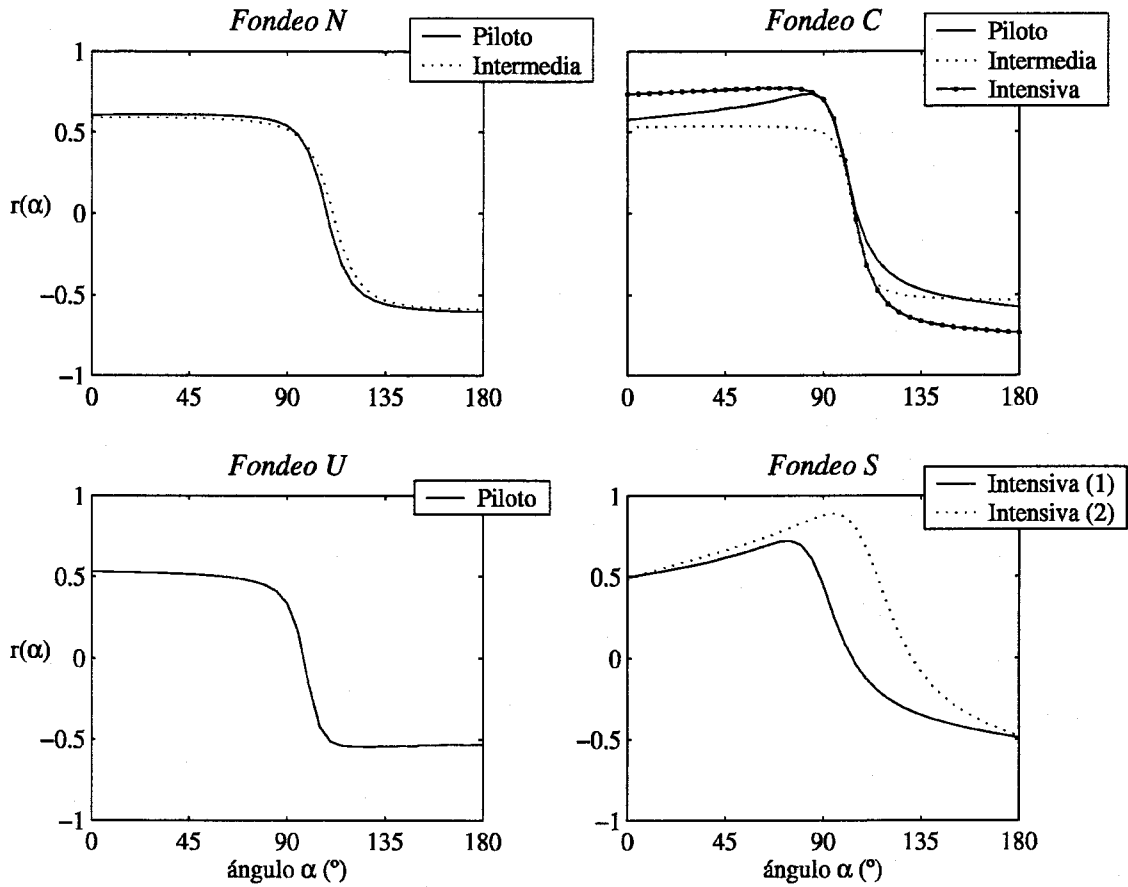 Fondeo N
Piloto
Intermedia
1
0.5
r(α)
0
−0.5
−1
0
45
90
135
180
Fondeo C
Piloto
Intermedia
Intensiva
0
45
90
135
180
Fondeo U
Piloto
1
0.5
r(α)
0
−0.5
−1
0
45
90
135
180
ángulo α (º)
Fondeo S
Intensiva (1)
Intensiva (2)
1
0.5
0
−0.5
−1
0
45
90
135
180
ángulo α (º)